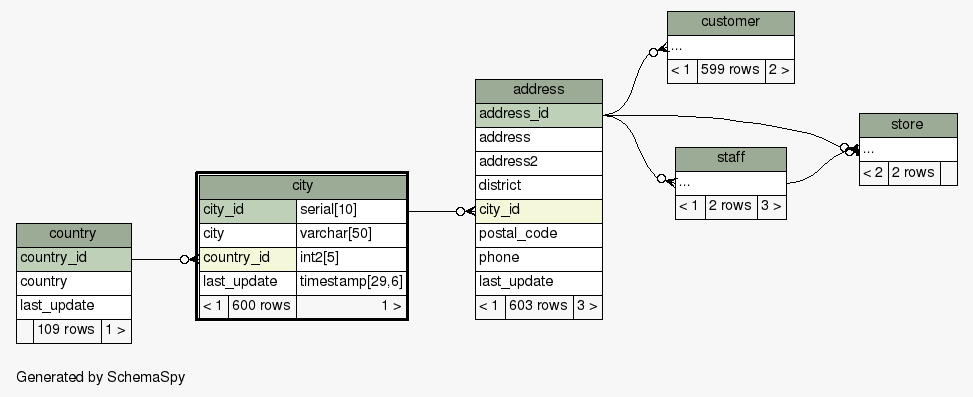 customer
...
< 1 599 rows 2 >
address
address_id
address
address2
district
city_id
postal_code
phone
last_update
< 1 603 rows 3 >
store
...
< 2 2 rows
staff
...
< 1 2 rows 3 >
city
city_id serial[10]
city varchar[50]
country_id int2[5]
last_update timestamp[29,6]
< 1 600 rows 1 >
country
country_id
country
last_update
109 rows 1 >
Generated by SchemaSpy